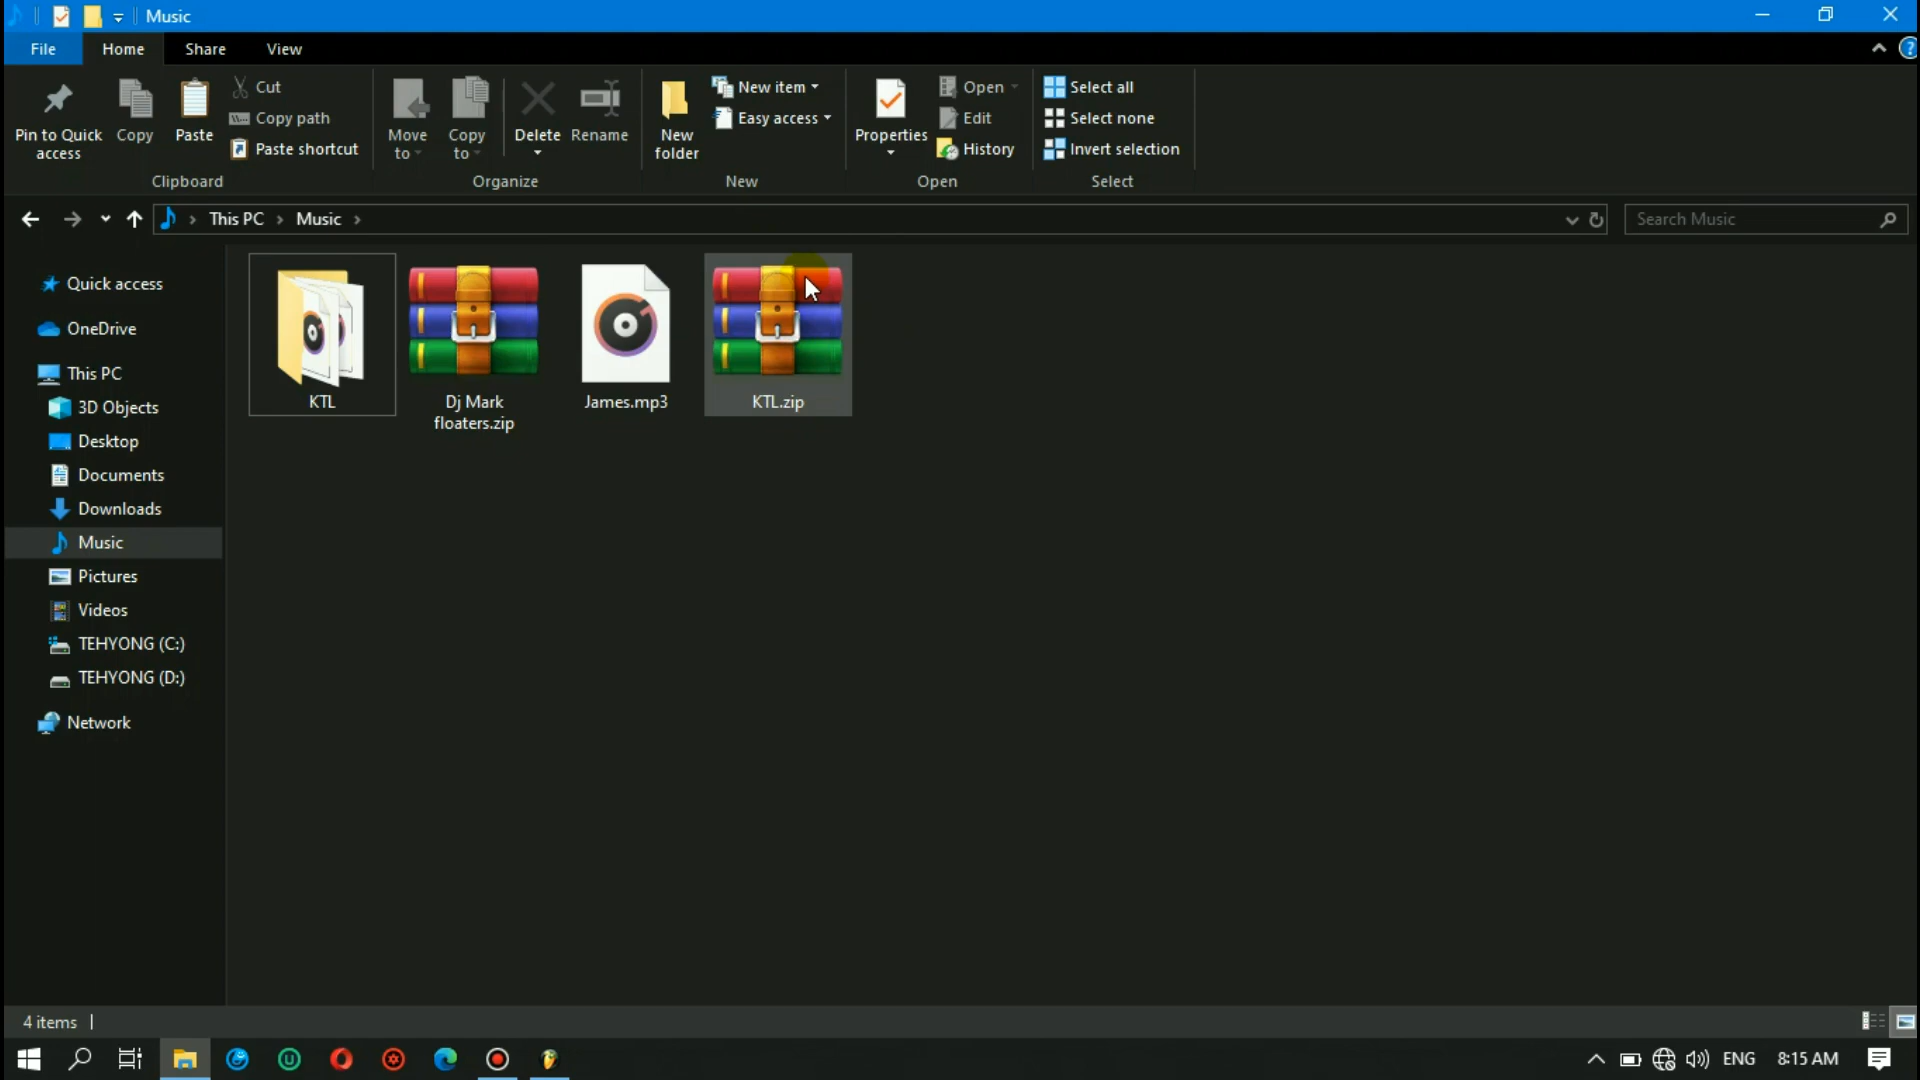 Music
File
Home
Share
View
?
Pin to Quick
access
Copy
Paste
Cut
Copy path
Paste shortcut
Clipboard
Move
to
Copy
to
Delete
Rename
Organize
New
folder
New item
Easy access
New
Properties
Open
Edit
History
Open
Select all
Select none
Invert selection
Select
This PC
Music
Search Music
Quick access
OneDrive
This PC
3D Objects
Desktop
Documents
Downloads
Music
Pictures
Videos
TEHYONG (C:)
TEHYONG (D:)
Network
KTL
Dj Mark
floaters.zip
James.mp3
KTL.zip
4 items
ENG
8:15 AM